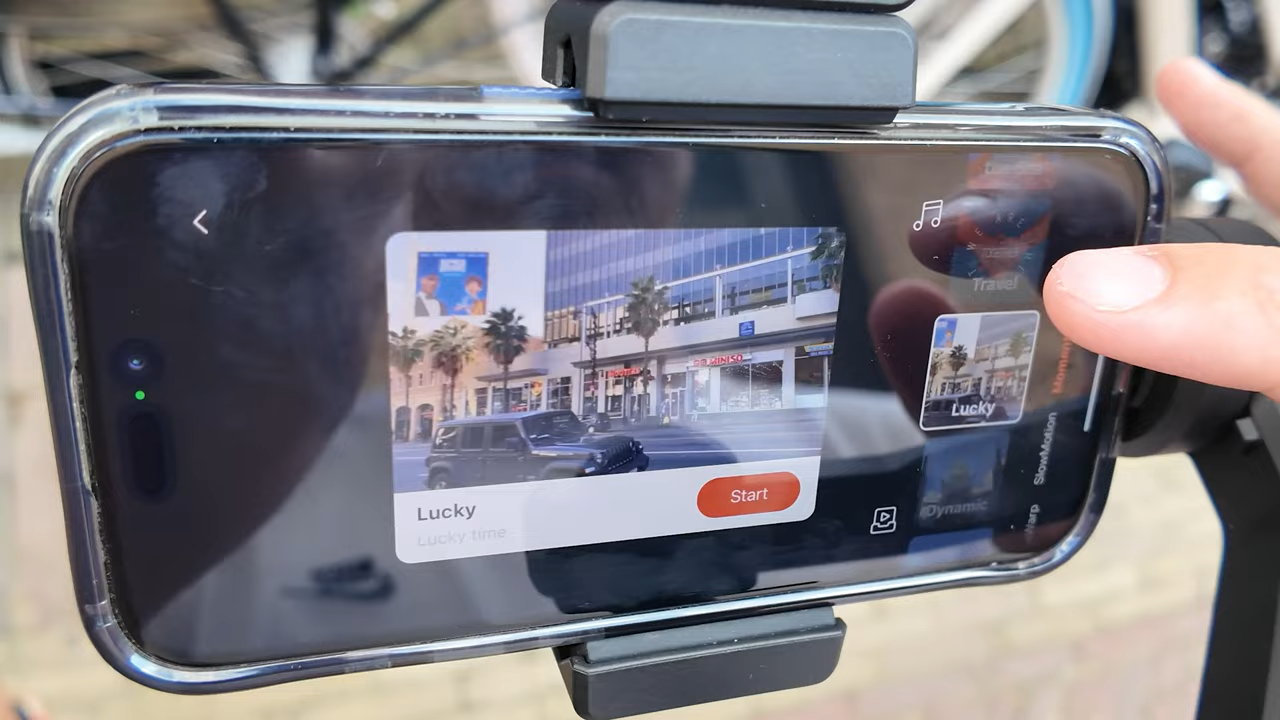 Travel
MINISO
Lucky
SlowMotion
Dynamic
Lucky
Lucky time
Start